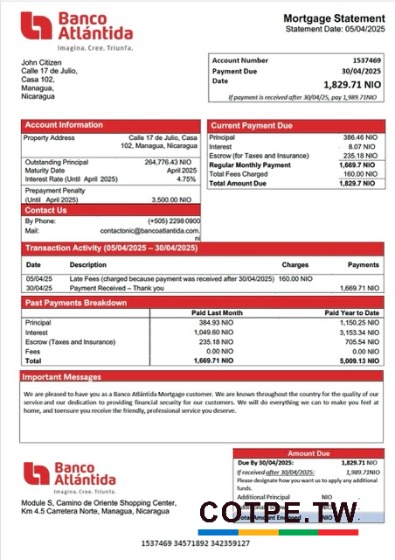 Banco
Atlántida
Imagina. Cree. Triunfa.
Mortgage Statement
Statement Date: 05/04/2025
John Citizen
Calle 17 de Julio,
Casa 102,
Managua,
Nicaragua
Account Number 1537469
Payment Due 30/04/2025
Date
1,829.71 NIO
If payment is received after 30/04/25, pay 1,989.71NIO
Account Information
Property Address Calle 17 de Julio, Casa
102, Managua, Nicaragua
Outstanding Principal 264,776.43 NIO
Maturity Date April 2025
Interest Rate (Until April 2025) 4.75%
Prepayment Penalty
(Until April 2025) 3,500.00 NIO
Contact Us
By Phone: (+505) 2298 0900
Mail: contactonic@bancoatlantida.com.
ni
Current Payment Due
Principal 386.46 NIO
Interest 8.07 NIO
Escrow (for Taxes and Insurance) 235.18 NIO
Regular Monthly Payment 1,669.7 NIO
Total Fees Charged 160.00 NIO
Total Amount Due 1,829.7 NIO
Transaction Activity (05/04/2025 – 30/04/2025)
Date Description Charges Payments
05/04/25 Late Fees (charged because payment was received after 30/04/2025) 160.00 NIO
30/04/25 Payment Received – Thank you 1,669.71 NIO
Past Payments Breakdown
Paid Last Month Paid Year to Date
Principal 384.93 NIO 1,150.25 NIO
Interest 1,049.60 NIO 3,153.34 NIO
Escrow (Taxes and Insurance) 235.18 NIO 705.54 NIO
Fees 0.00 NIO 0.00 NIO
Total 1,669.71 NIO 5,009.13 NIO
Important Messages
We are pleased to have you as a Banco Atlántida Mortgage customer. We are known throughout the country for the quality of our
service and our dedication to providing financial security for our customers. We will do everything we can to make you feel at
home, and toensure you receive the friendly, professional service you deserve.
Banco
Atlántida
Imagina. Cree. Triunfa.
Module S, Camino de Oriente Shopping Center,
Km 4.5 Carretera Norte, Managua, Nicaragua
Amount Due
Due By 30/04/2025: 1,829.71 NIO
If received after 30/04/2025: 1,989.71NIO
Please designate how you want us to apply any additional
funds.
Additional Principal NIO
NIO
Total Amount Enclosed NIO
COTPE.TW
1537469 34571892 342359127